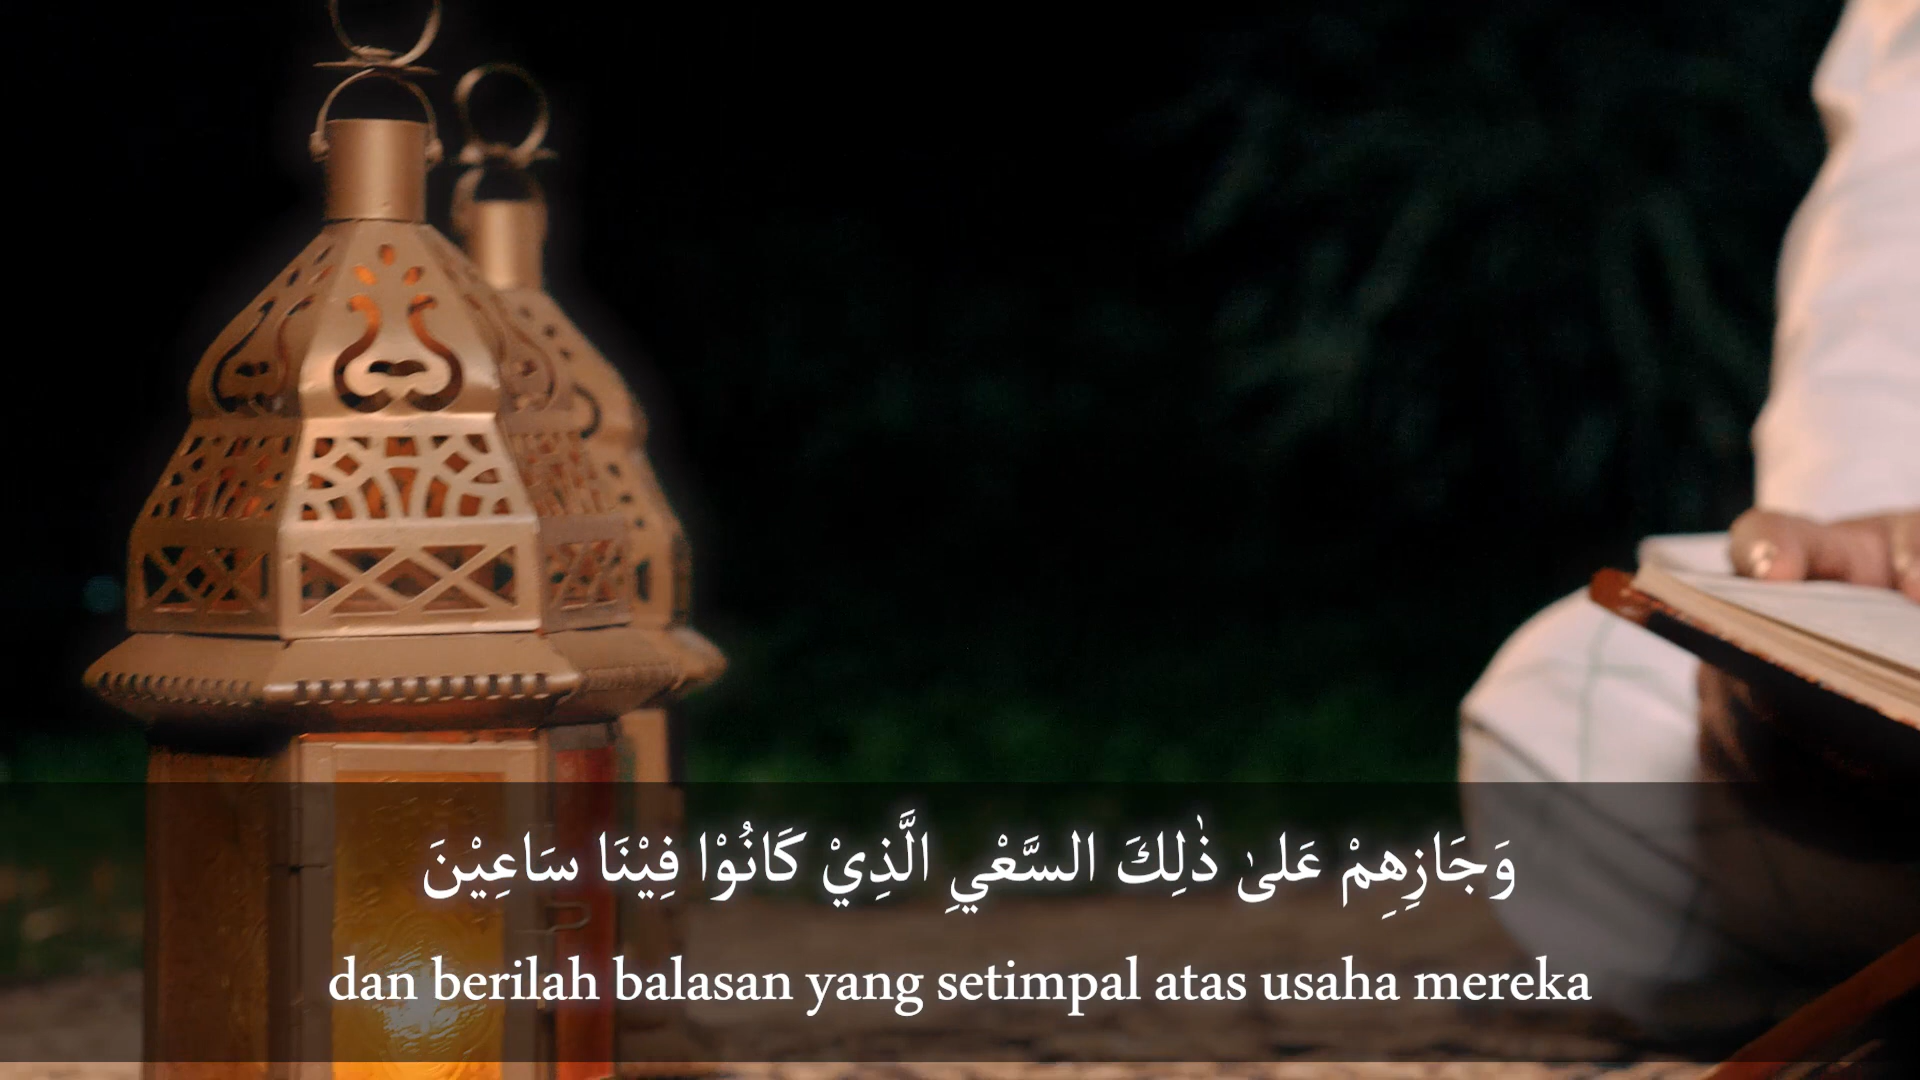 وَجَازِهِمْ عَلىٰ ذٰلِكَ السَّعْيِ الَّذِيْ كَانُوْا فِيْنَا سَاعِيْنَ
dan berilah balasan yang setimpal atas usaha mereka